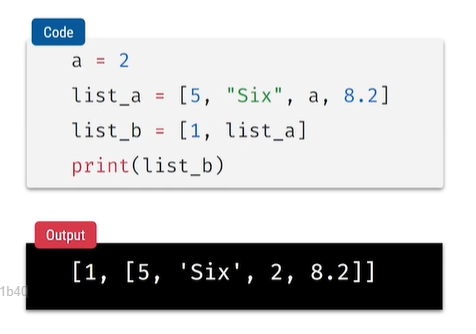 Code
a = 2
list_a = [5, "Six", a, 8.2]
list_b = [1, list_a]
print(list_b)
Output
[1, [5, 'Six', 2, 8.2]]
1b40